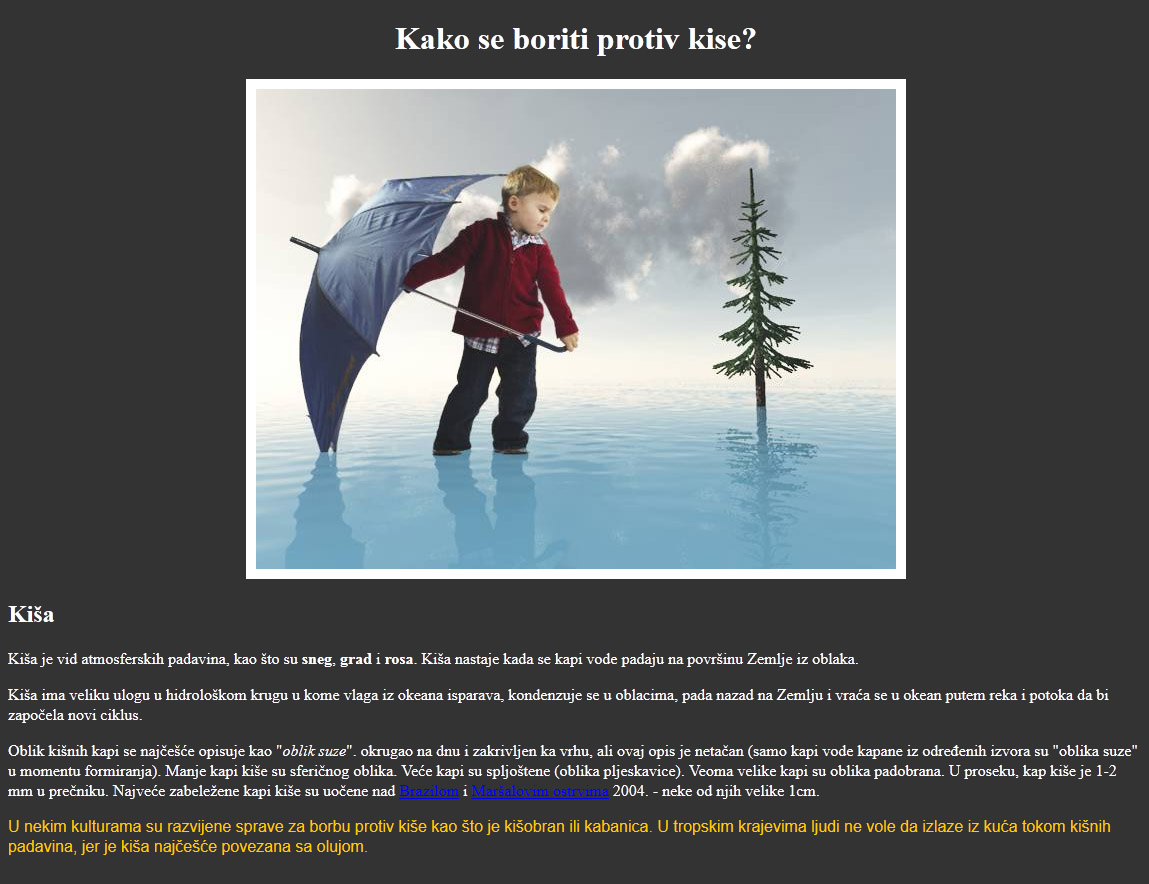 Kako se boriti protiv kise?
Kiša
Kiša je vid atmosferskih padavina, kao što su sneg, grad i rosa. Kiša nastaje kada se kapi vode padaju na površinu Zemlje iz oblaka.
Kiša ima veliku ulogu u hidrološkom krugu u kome vlaga iz okeana isparava, kondenzuje se u oblacima, pada nazad na Zemlju i vraća se u okean putem reka i potoka da bi
započela novi ciklus.
Oblik kišnih kapi se najčešće opisuje kao "oblik suze". okrugao na dnu i zakrivljen ka vrhu, ali ovaj opis je netačan (samo kapi vode kapane iz određenih izvora su "oblika suze"
u momentu formiranja). Manje kapi kiše su sferičnog oblika. Veće kapi su spljoštene (oblika pljeskavice). Veoma velike kapi su oblika padobrana. U proseku, kap kiše je 1-2
mm u prečniku. Najveće zabeležene kapi kiše su uočene nad Brazilom i Maršalovim ostrvima 2004. - neke od njih velike 1cm.
U nekim kulturama su razvijene sprave za borbu protiv kiše kao što je kišobran ili kabanica. U tropskim krajevima ljudi ne vole da izlaze iz kuća tokom kišnih
padavina, jer je kiša najčešće povezana sa olujom.